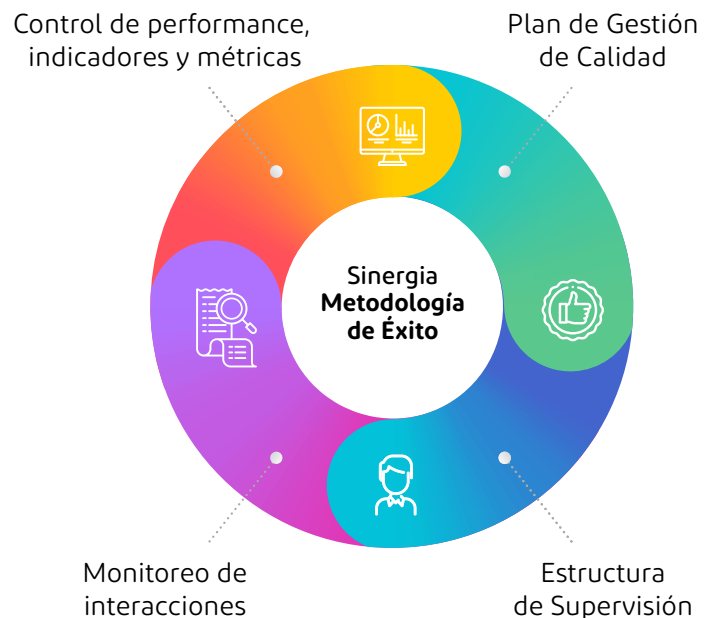 Control de performance,
indicadores y métricas
Plan de Gestión
de Calidad
Sinergia
Metodología
de Éxito
Monitoreo de
interacciones
Estructura
de Supervisión